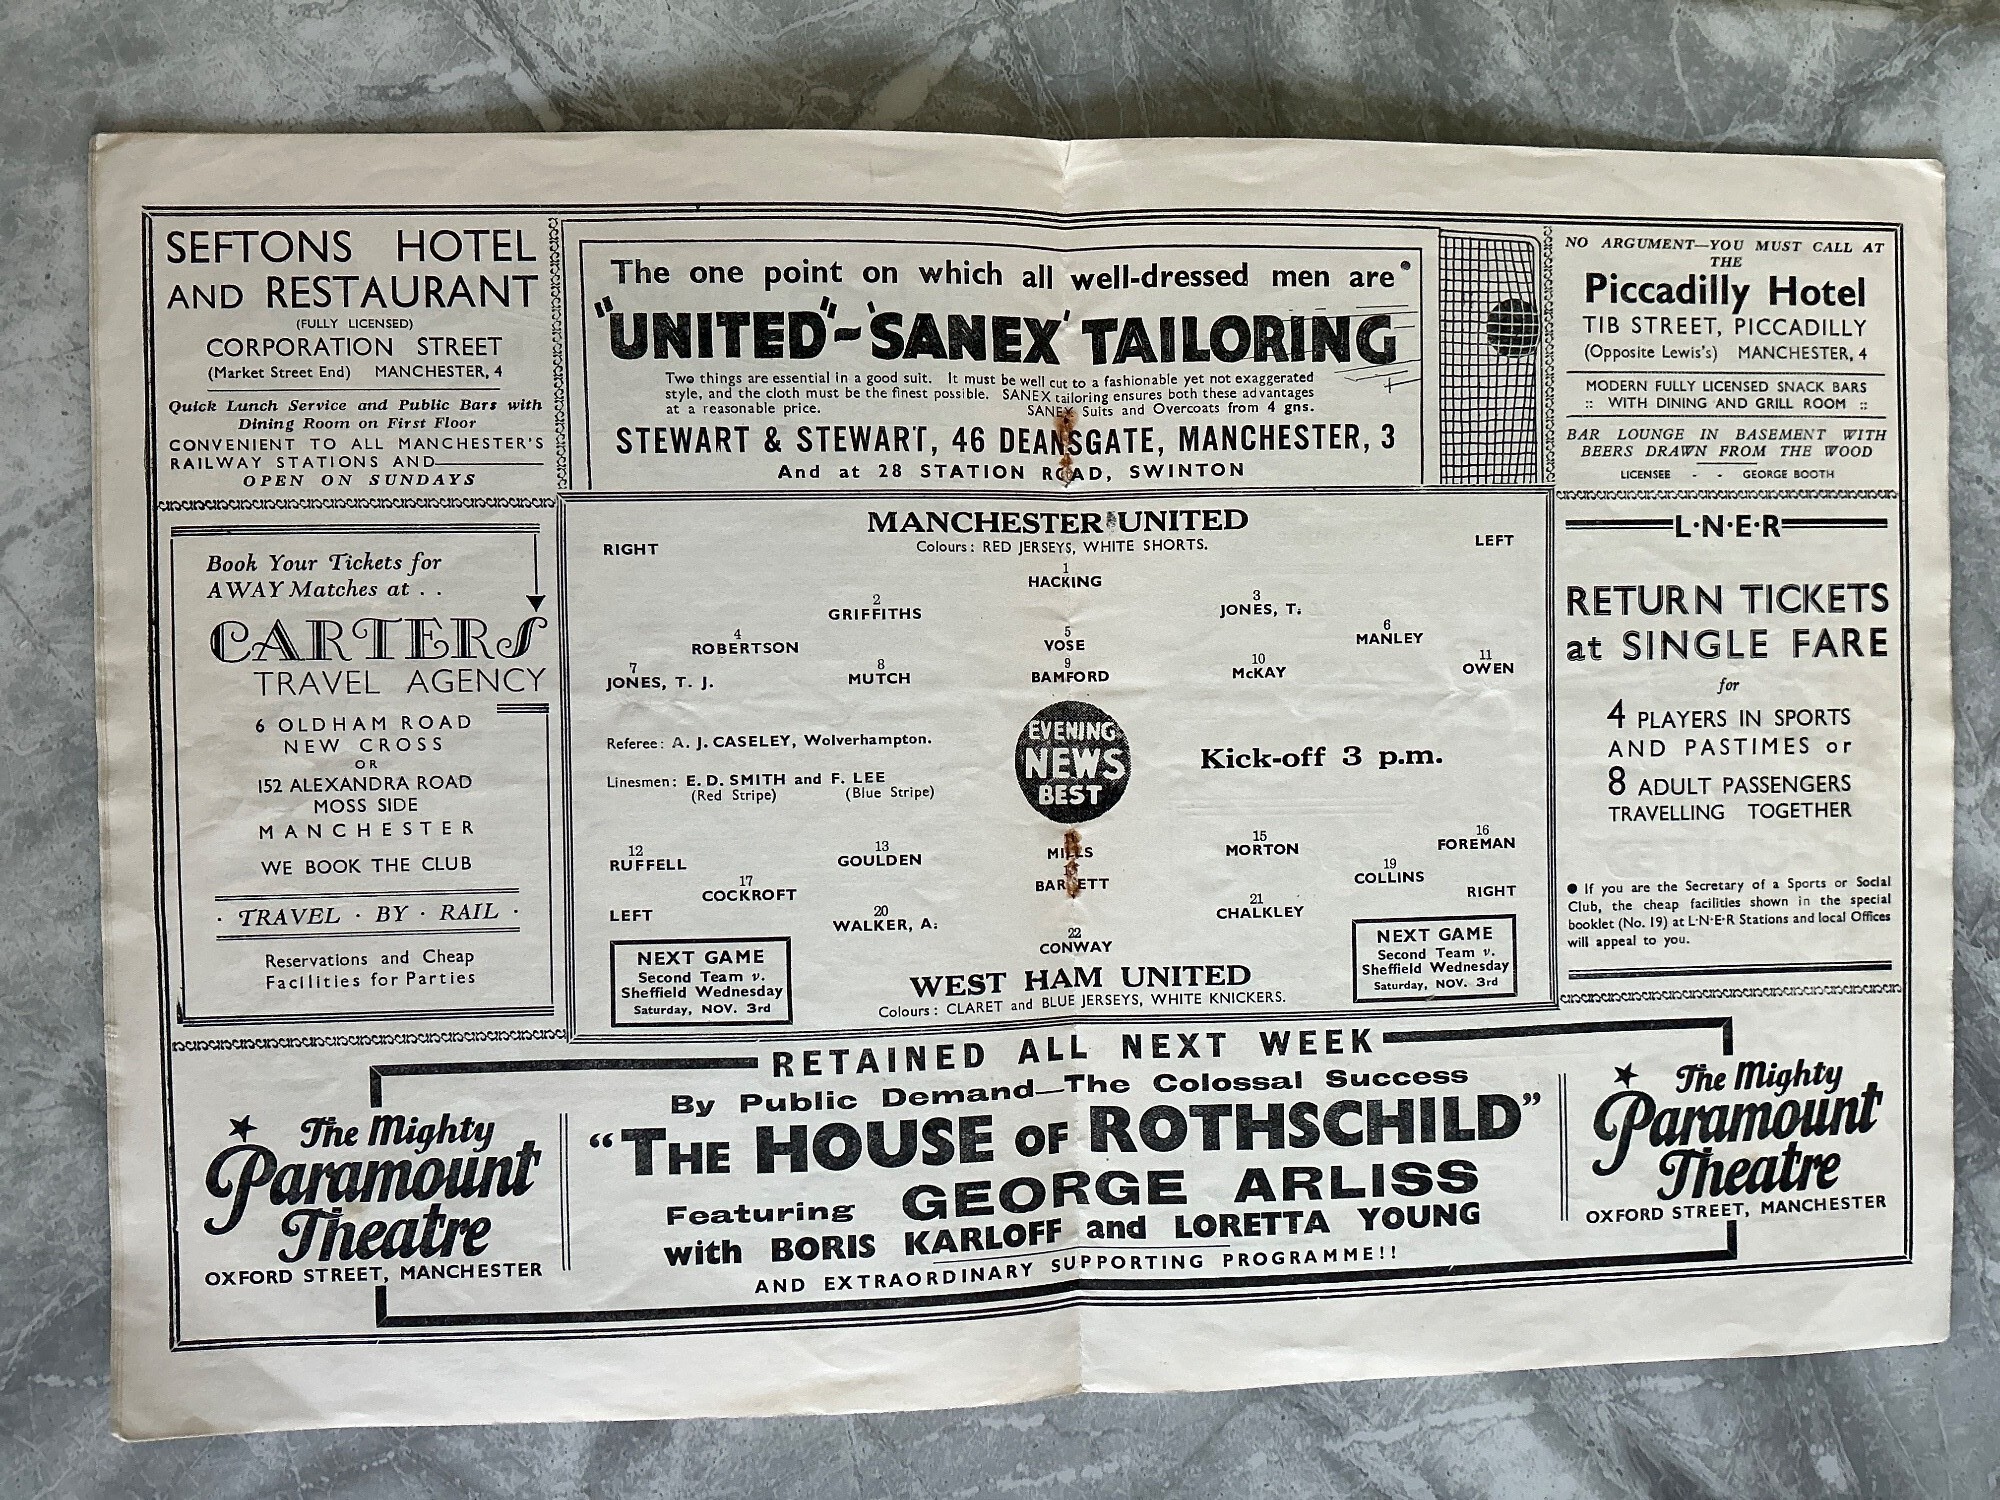 SEFTONS HOTEL
AND RESTAURANT
(FULLY LICENSED)
CORPORATION STREET
(Market Street End) MANCHESTER, 4
Quick Lunch Service and Public Bars with
Dining Room on First Floor
CONVENIENT TO ALL MANCHESTER'S
RAILWAY STATIONS AND
OPEN ON SUNDAYS
The one point on which all well-dressed men are
"UNITED"~'SANEX' TAILORING
Two things are essential in a good suit. It must be well cut to a fashionable yet not exaggerated
style, and the cloth must be the finest possible. SANEX tailoring ensures both these advantages
at a reasonable price. SANEX Suits and Overcoats from 4 gns.
STEWART & STEWART, 46 DEANSGATE, MANCHESTER, 3
And at 28 STATION ROAD, SWINTON
NO ARGUMENT—YOU MUST CALL AT
THE
Piccadilly Hotel
TIB STREET, PICCADILLY
(Opposite Lewis's) MANCHESTER, 4
MODERN FULLY LICENSED SNACK BARS
:: WITH DINING AND GRILL ROOM ::
BAR LOUNGE IN BASEMENT WITH
BEERS DRAWN FROM THE WOOD
LICENSEE - - GEORGE BOOTH
Book Your Tickets for
AWAY Matches at . .
CARTERS
TRAVEL AGENCY
6 OLDHAM ROAD
NEW CROSS
OR
152 ALEXANDRA ROAD
MOSS SIDE
MANCHESTER
WE BOOK THE CLUB
· TRAVEL · BY · RAIL ·
Reservations and Cheap
Facilities for Parties
MANCHESTER UNITED
Colours: RED JERSEYS, WHITE SHORTS.
RIGHT LEFT
1
HACKING
2 3
GRIFFITHS JONES, T.
4 5 6
ROBERTSON VOSE MANLEY
7 8 9 10 11
JONES, T. J. MUTCH BAMFORD McKAY OWEN
Referee: A. J. CASELEY, Wolverhampton.
Linesmen: E. D. SMITH and F. LEE
(Red Stripe) (Blue Stripe)
EVENING
NEWS
BEST
Kick-off 3 p.m.
12 13 15 16
RUFFELL GOULDEN MILLS MORTON FOREMAN
17 19
COCKROFT BARRETT COLLINS
LEFT RIGHT
20 21
WALKER, A. CHALKLEY
22
CONWAY
WEST HAM UNITED
Colours: CLARET and BLUE JERSEYS, WHITE KNICKERS.
NEXT GAME
Second Team v.
Sheffield Wednesday
Saturday, NOV. 3rd
NEXT GAME
Second Team v.
Sheffield Wednesday
Saturday, NOV. 3rd
L·N·E·R
RETURN TICKETS
at SINGLE FARE
for
4 PLAYERS IN SPORTS
AND PASTIMES or
8 ADULT PASSENGERS
TRAVELLING TOGETHER
● If you are the Secretary of a Sports or Social
Club, the cheap facilities shown in the special
booklet (No. 19) at L·N·E·R Stations and local Offices
will appeal to you.
RETAINED ALL NEXT WEEK
By Public Demand—The Colossal Success
"THE HOUSE OF ROTHSCHILD"
Featuring GEORGE ARLISS
with BORIS KARLOFF and LORETTA YOUNG
AND EXTRAORDINARY SUPPORTING PROGRAMME!!
The Mighty
Paramount
Theatre
OXFORD STREET, MANCHESTER
The Mighty
Paramount
Theatre
OXFORD STREET, MANCHESTER